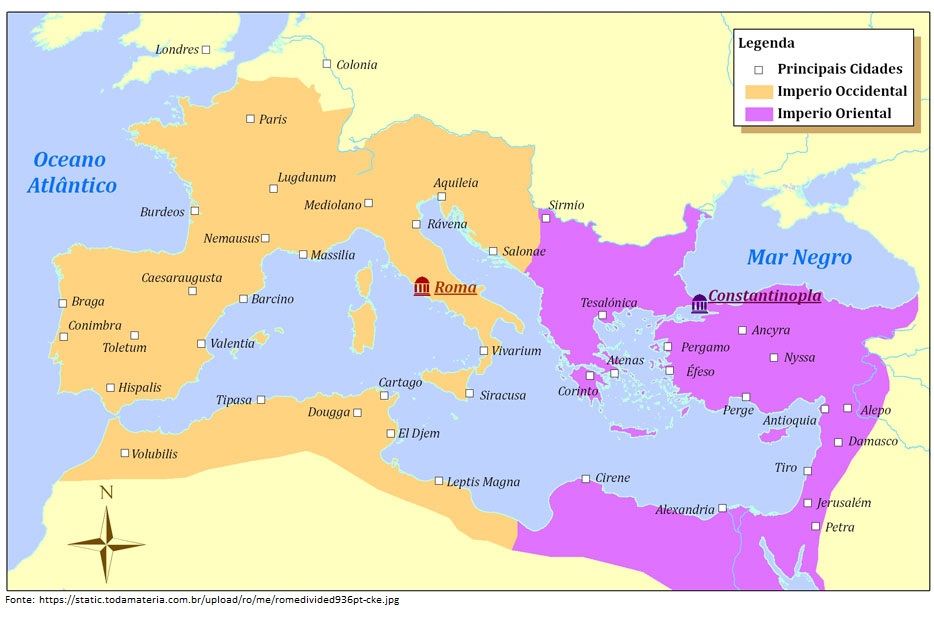 Legenda
Principais Cidades
Imperio Occidental
Imperio Oriental
Londres
Colonia
Paris
Oceano
Atlântico
Lugdunum
Aquileia
Mediolano
Burdeos
Rávena
Sirmio
Nemausus
Massilia
Salonae
Mar Negro
Caesaraugusta
Roma
Constantinopla
Braga
Barcino
Tesalónica
Conimbra
Toletum
Valentia
Vivarium
Ancyra
Pergamo
Nyssa
Atenas
Éfeso
Hispalis
Cartago
Corinto
Tipasa
Siracusa
Dougga
Perge
Antioquia
Alepo
El Djem
Damasco
Volubilis
Tiro
Leptis Magna
Cirene
N
Alexandria
Jerusalém
Petra
Fonte: https://static.todamateria.com.br/upload/ro/me/romedivided936pt-cke.jpg